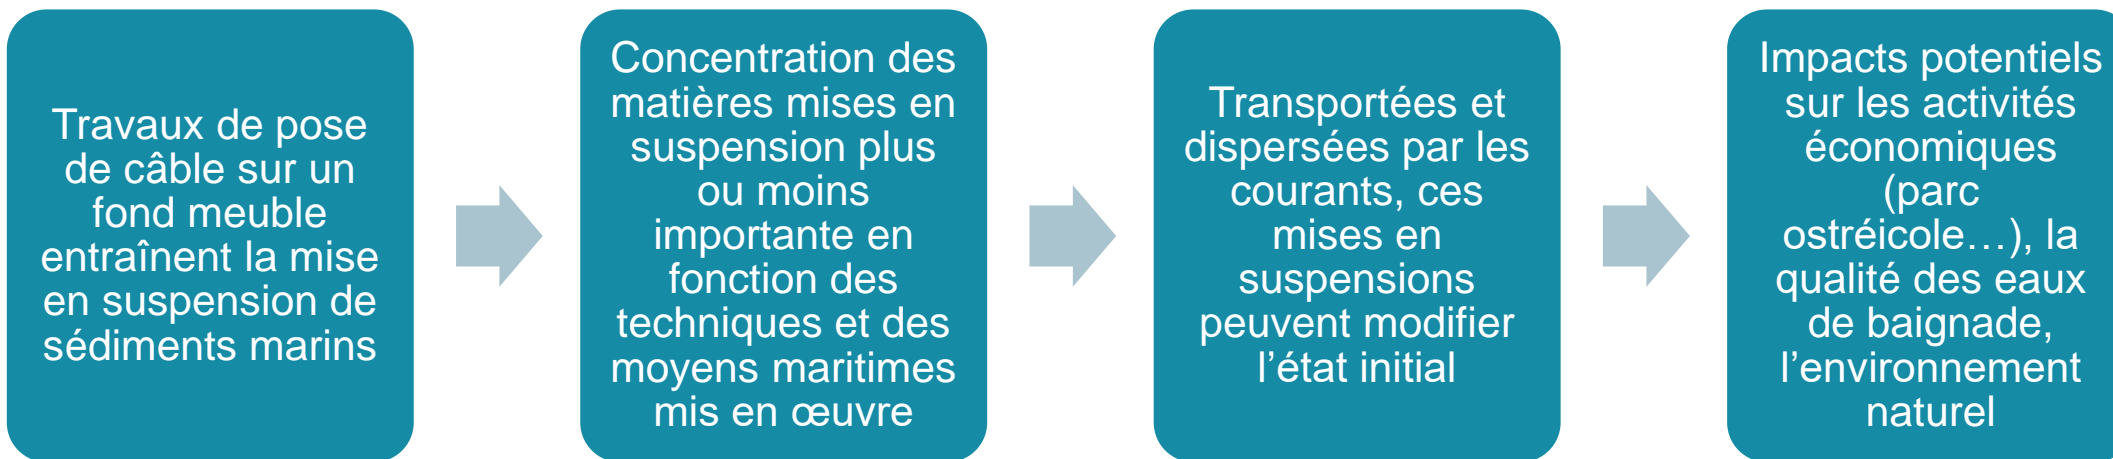 Travaux de pose
de câble sur un
fond meuble
entraînent la mise
en suspension de
sédiments marins
Concentration des
matières mises en
suspension plus
ou moins
importante en
fonction des
techniques et des
moyens maritimes
mis en œuvre
Transportées et
dispersées par les
courants, ces
mises en
suspensions
peuvent modifier
l’état initial
Impacts potentiels
sur les activités
économiques
(parc
ostréicole…), la
qualité des eaux
de baignade,
l’environnement
naturel